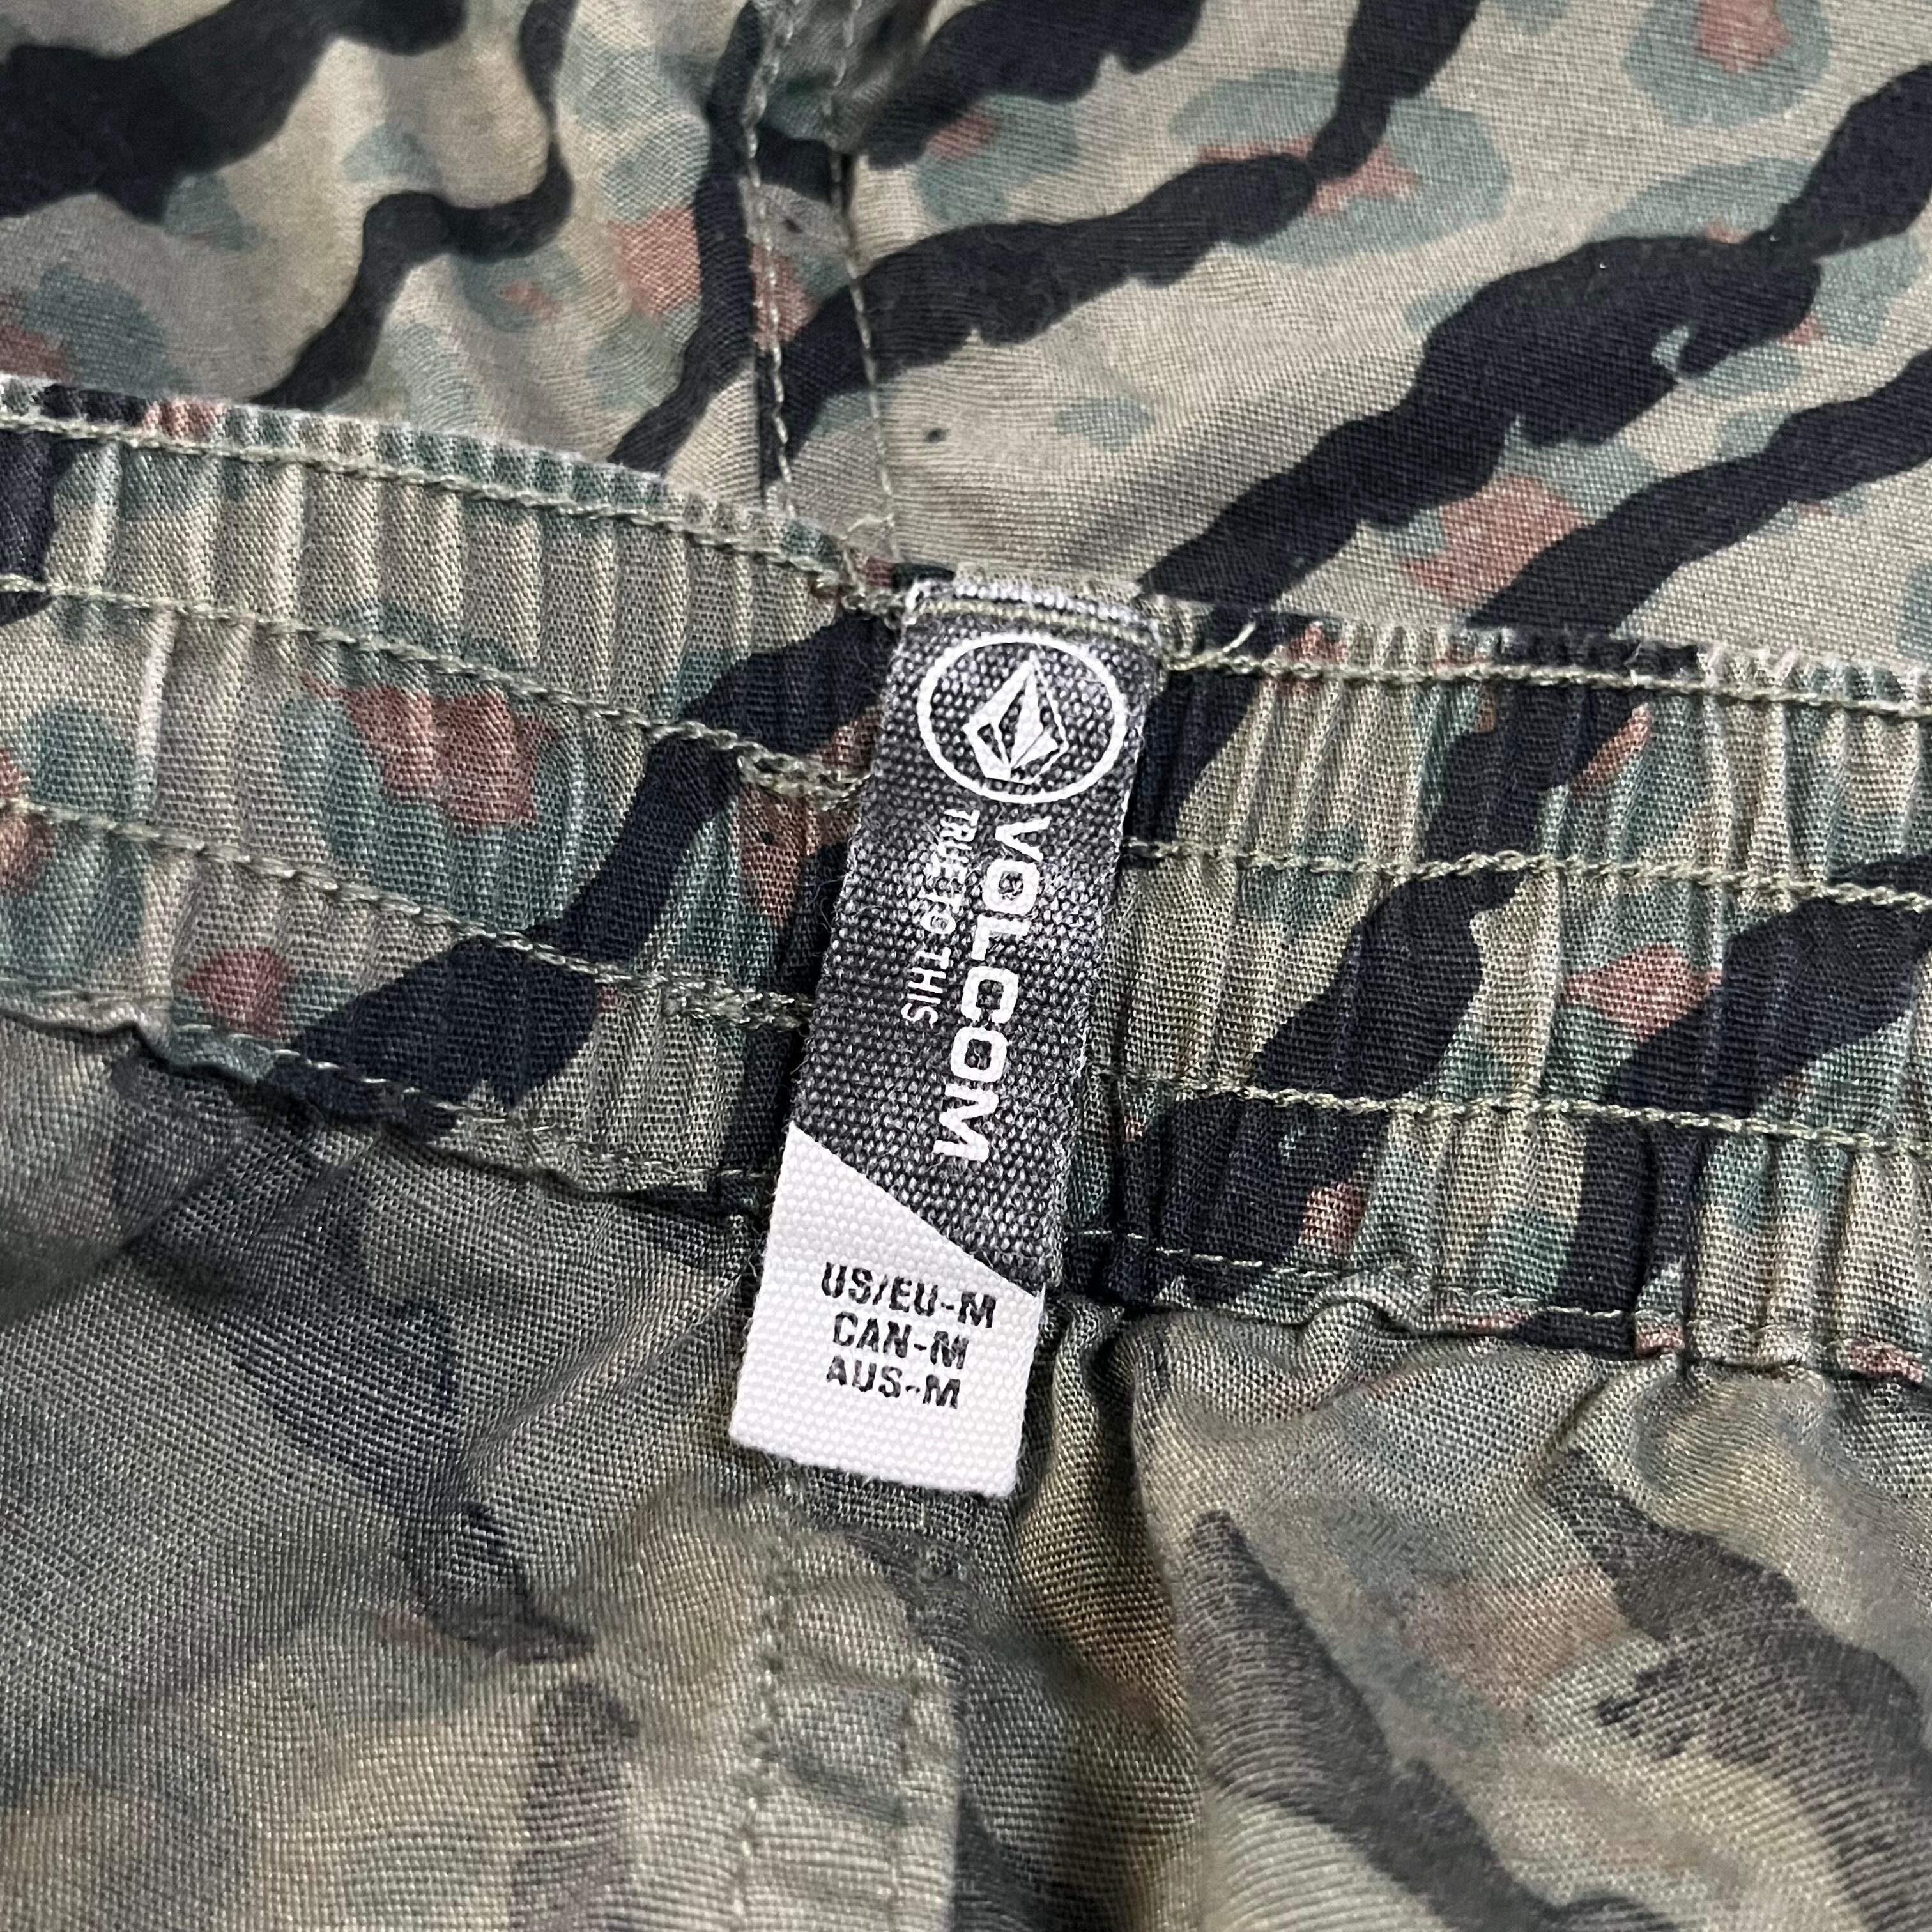 VOLCOM
TRUE TO THIS
US/EU-M
CAN-M
AUS-M